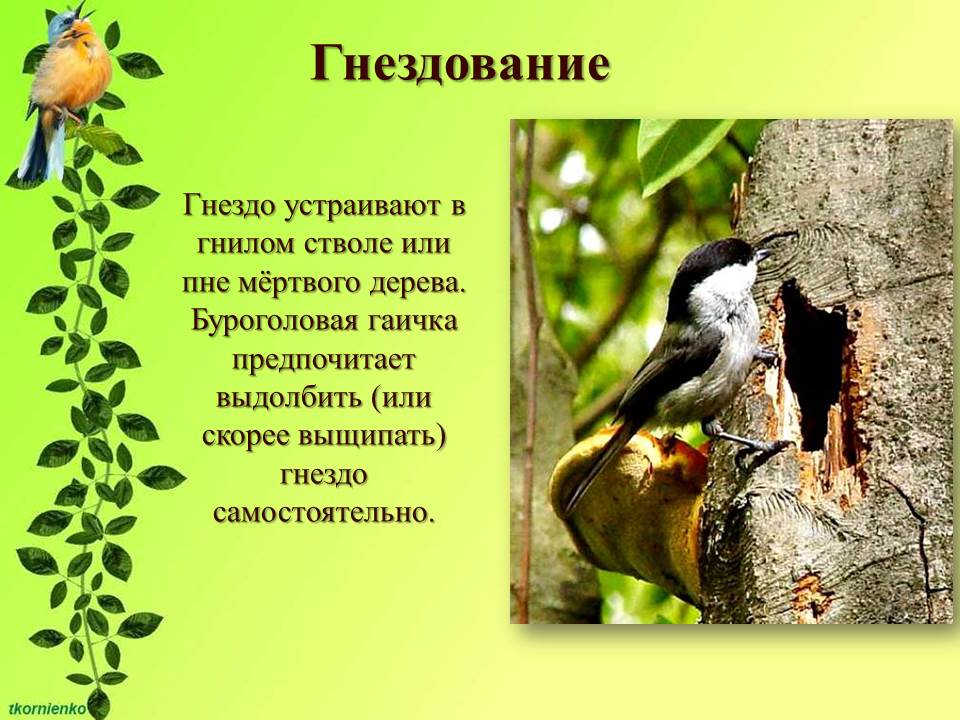 Гнездование
Гнездо устраивают в
гнилом стволе или
пне мёртвого дерева.
Буроголовая гаичка
предпочитает
выдолбить (или
скорее выщипать)
гнездо
самостоятельно.
tkornienko